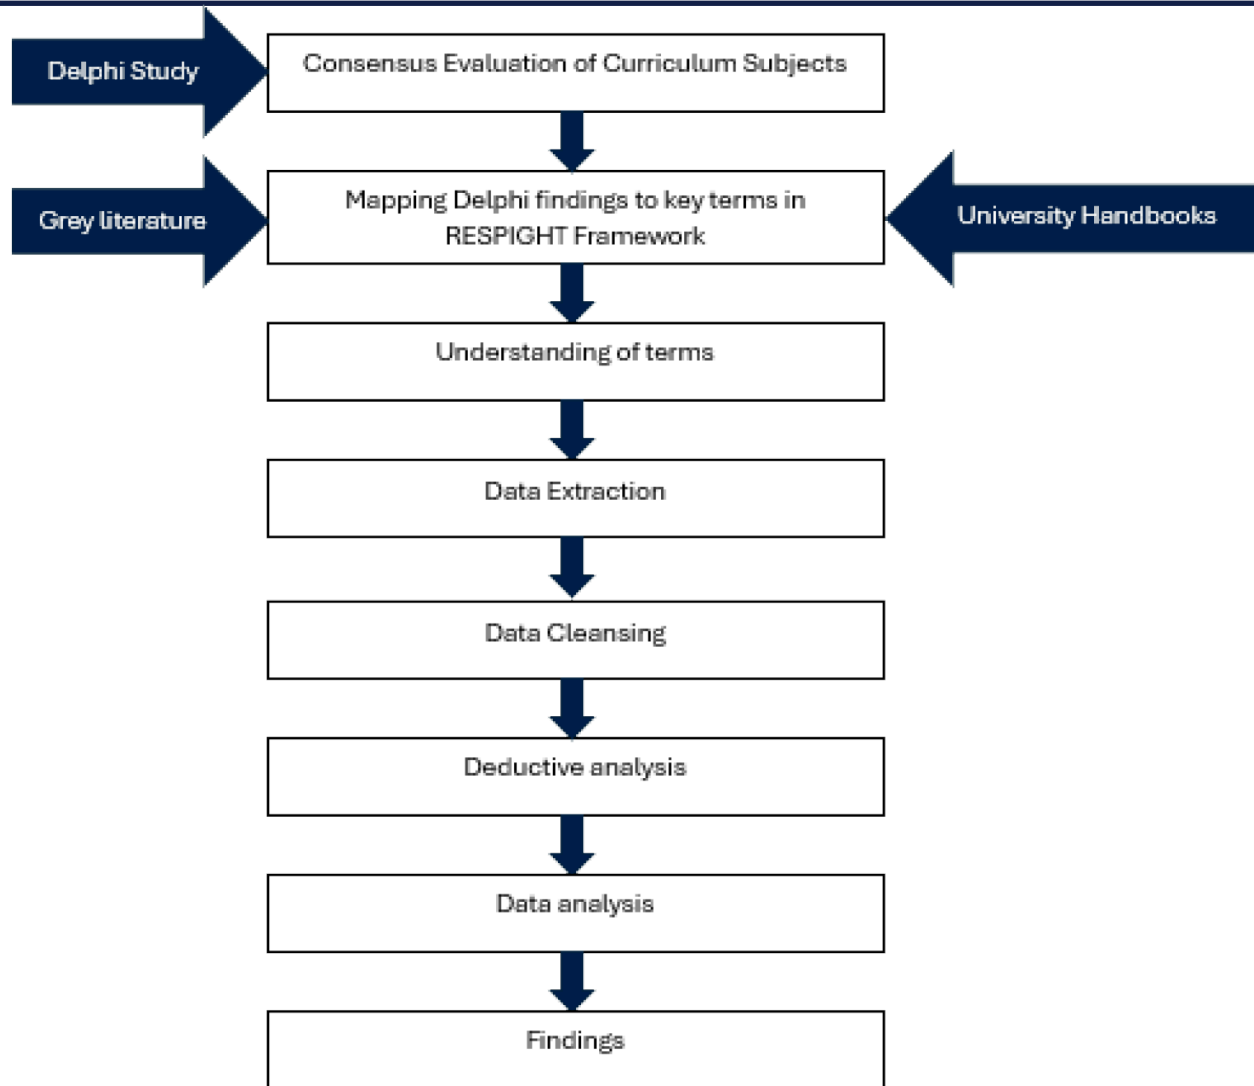 Delphi Study
Consensus Evaluation of Curriculum Subjects
Grey literature
Mapping Delphi findings to key terms in
RESPIGHT Framework
University Handbooks
Understanding of terms
Data Extraction
Data Cleansing
Deductive analysis
Data analysis
Findings